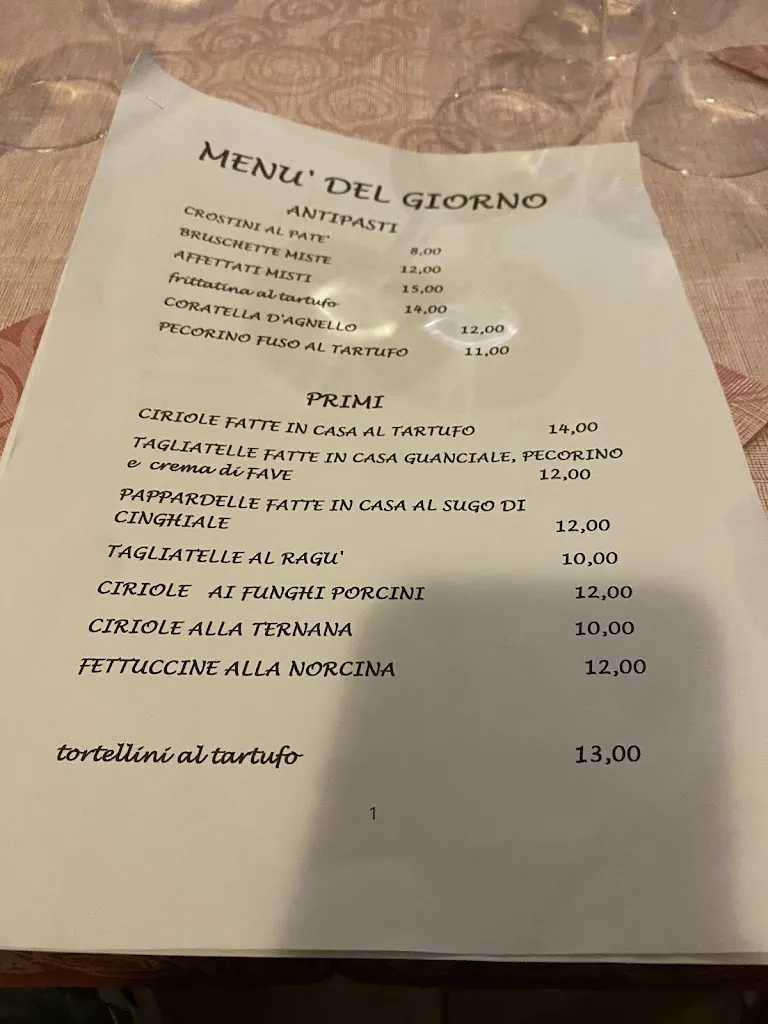 MENU' DEL GIORNO
ANTIPASTI
CROSTINI AL PATE' 8,00
BRUSCHETTE MISTE 12,00
AFFETTATI MISTI 15,00
frittatina al tartufo 14,00
CORATELLA D'AGNELLO 12,00
PECORINO FUSO AL TARTUFO 11,00
PRIMI
CIRIOLE FATTE IN CASA AL TARTUFO 14,00
TAGLIATELLE FATTE IN CASA GUANCIALE, PECORINO
e crema di FAVE 12,00
PAPPARDELLE FATTE IN CASA AL SUGO DI
CINGHIALE 12,00
TAGLIATELLE AL RAGU' 10,00
CIRIOLE AI FUNGHI PORCINI 12,00
CIRIOLE ALLA TERNANA 10,00
FETTUCCINE ALLA NORCINA 12,00
tortellini al tartufo 13,00
1